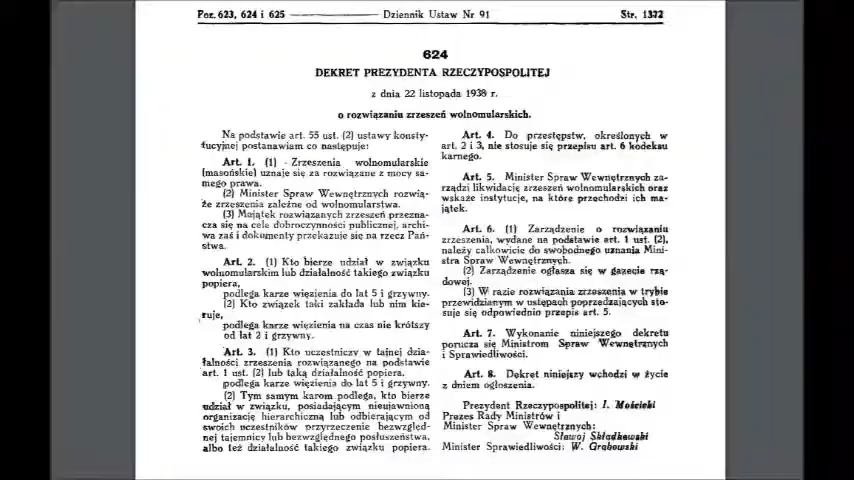 Poz. 623, 624 i 625 Dziennik Ustaw Nr 91 Str. 1372
624
DEKRET PREZYDENTA RZECZYPOSPOLITEJ
z dnia 22 listopada 1938 r.
o rozwiązaniu zrzeszeń wolnomularskich.
Na podstawie art. 55 ust. (2) ustawy konsty-
tucyjnej postanawiam co następuje:
Art. 1. (1) Zrzeszenia wolnomularskie
(masońskie) uznaje się za rozwiązane z mocy sa-
mego prawa.
(2) Minister Spraw Wewnętrznych rozwią-
że zrzeszenia zależne od wolnomularstwa.
(3) Majątek rozwiązanych zrzeszeń przezna-
cza się na cele dobroczynności publicznej, archi-
wa zaś i dokumenty przekazuje się na rzecz Pań-
stwa.
Art. 2. (1) Kto bierze udział w związku
wolnomularskim lub działalność takiego związku
popiera,
podlega karze więzienia do lat 5 i grzywny.
(2) Kto związek taki zakłada lub nim kie-
ruje,
podlega karze więzienia na czas nie krótszy
od lat 2 i grzywny.
Art. 3. (1) Kto uczestniczy w tajnej dzia-
łalności zrzeszenia rozwiązanego na podstawie
art. 1 ust. (2) lub taką działalność popiera,
podlega karze więzienia do lat 5 i grzywny.
(2) Tym samym karom podlega, kto bierze
udział w związku, posiadającym nieujawnioną
organizację hierarchiczną lub odbierającym od
swoich uczestników przyrzeczenie bezwzględ-
nej tajemnicy lub bezwzględnego posłuszeństwa,
albo też działalność takiego związku popiera.
Art. 4. Do przestępstw, określonych w
art. 2 i 3, nie stosuje się przepisu art. 6 kodeksu
karnego.
Art. 5. Minister Spraw Wewnętrznych za-
rządzi likwidację zrzeszeń wolnomularskich oraz
wskaże instytucje, na które przechodzi ich ma-
jątek.
Art. 6. (1) Zarządzenie o rozwiązaniu
zrzeszenia, wydane na podstawie art. 1 ust. (2),
należy całkowicie do swobodnego uznania Mini-
stra Spraw Wewnętrznych.
(2) Zarządzenie ogłasza się w gazecie rzą-
dowej.
(3) W razie rozwiązania zrzeszenia w trybie
przewidzianym w ustępach poprzedzających sto-
suje się odpowiednio przepis art. 5.
Art. 7. Wykonanie niniejszego dekretu
porucza się Ministrom Spraw Wewnętrznych
i Sprawiedliwości.
Art. 8. Dekret niniejszy wchodzi w życie
z dniem ogłoszenia.
Prezydent Rzeczypospolitej: I. Mościcki
Prezes Rady Ministrów i
Minister Spraw Wewnętrznych:
Sławoj Składkowski
Minister Sprawiedliwości: W. Grabowski